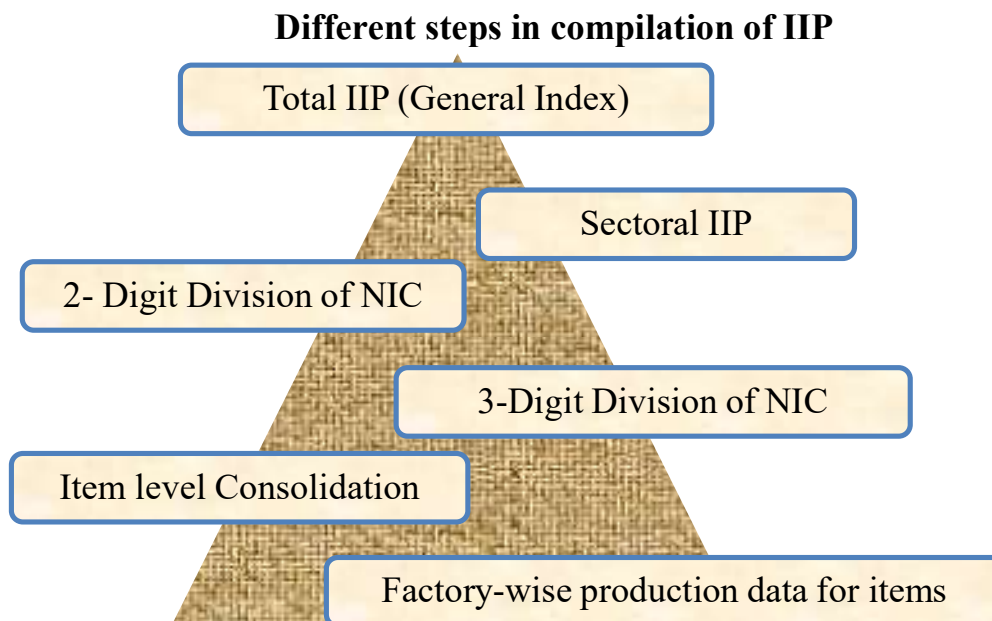 Different steps in compilation of IIP
Total IIP (General Index)
Sectoral IIP
2- Digit Division of NIC
3-Digit Division of NIC
Item level Consolidation
Factory-wise production data for items